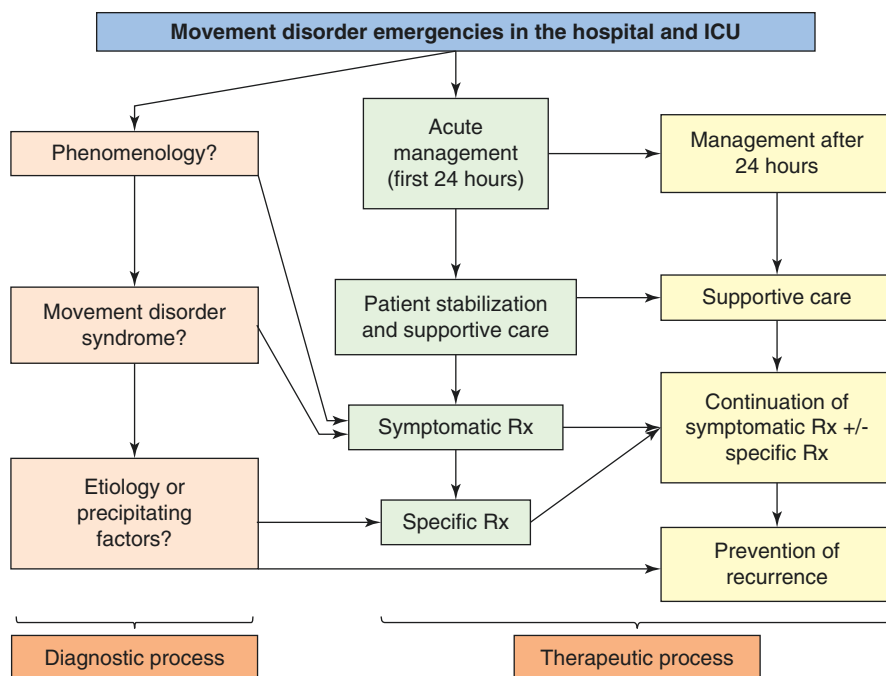 Movement disorder emergencies in the hospital and ICU
Phenomenology?
Movement disorder
syndrome?
Etiology or
precipitating
factors?
Acute
management
(first 24 hours)
Patient stabilization
and supportive care
Symptomatic Rx
Specific Rx
Management after
24 hours
Supportive care
Continuation of
symptomatic Rx +/-
specific Rx
Prevention of
recurrence
Diagnostic process
Therapeutic process